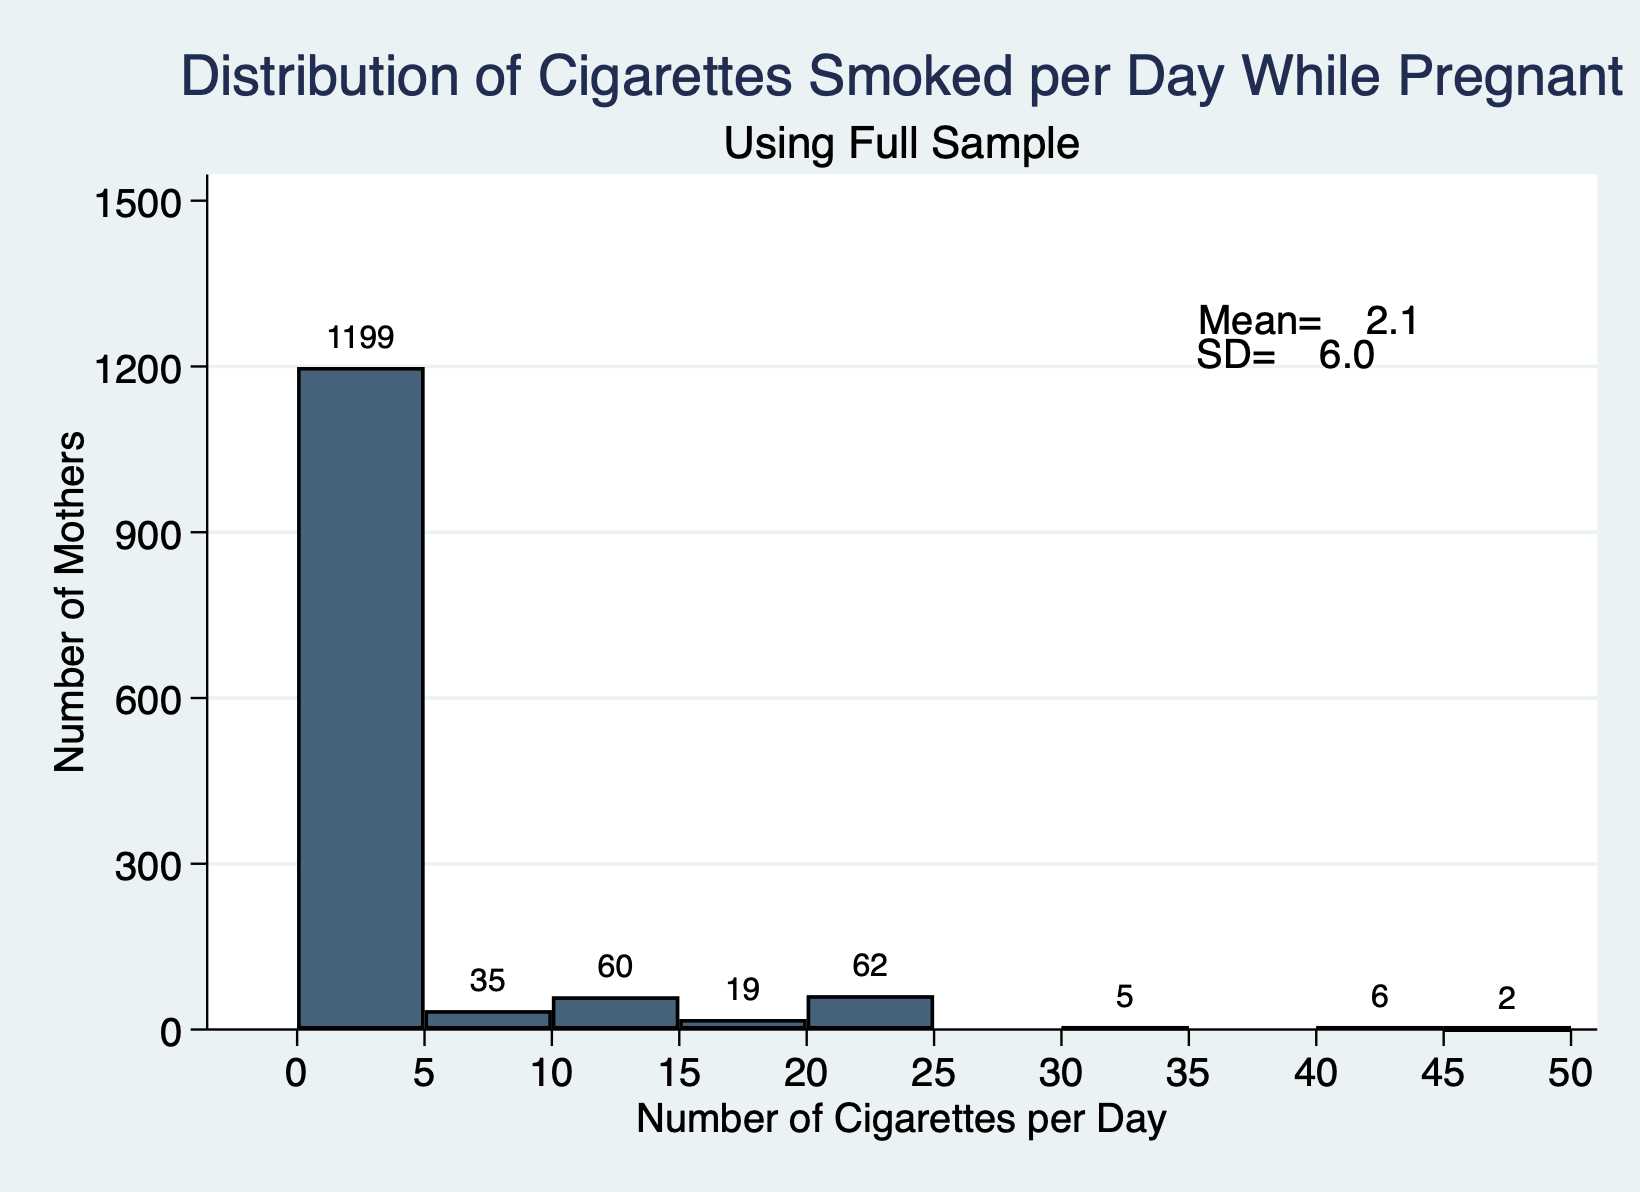 Distribution of Cigarettes Smoked per Day While Pregnant
Using Full Sample
1500
1200
900
600
300
0
Number of Mothers
Mean= 2.1
SD= 6.0
1199
35
60
19
62
5
6
2
0 5 10 15 20 25 30 35 40 45 50
Number of Cigarettes per Day